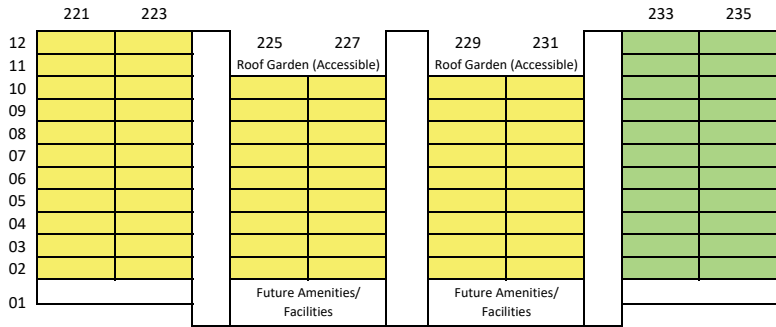 221 223 233 235
225 227 229 231
12
11 Roof Garden (Accessible) Roof Garden (Accessible)
10
09
08
07
06
05
04
03
02
Future Amenities/ Future Amenities/
01 Facilities Facilities